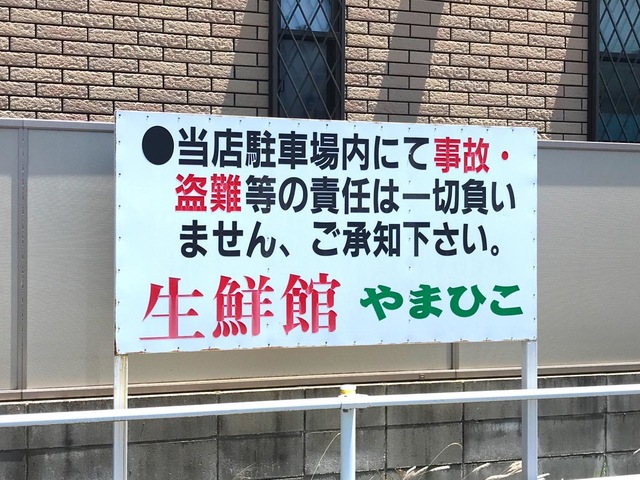 ●当店駐車場内にて事故・
盗難等の責任は一切負い
ません、ご承知下さい。
生鮮館 やまひこ